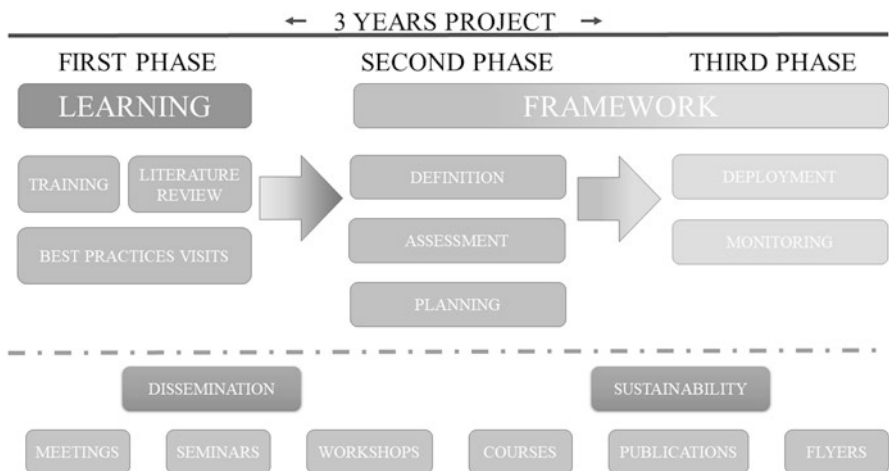 ← 3 YEARS PROJECT →
FIRST PHASE
SECOND PHASE
THIRD PHASE
LEARNING
FRAMEWORK
TRAINING
LITERATURE
REVIEW
BEST PRACTICES VISITS
DEFINITION
ASSESSMENT
PLANNING
DEPLOYMENT
MONITORING
DISSEMINATION
SUSTAINABILITY
MEETINGS
SEMINARS
WORKSHOPS
COURSES
PUBLICATIONS
FLYERS